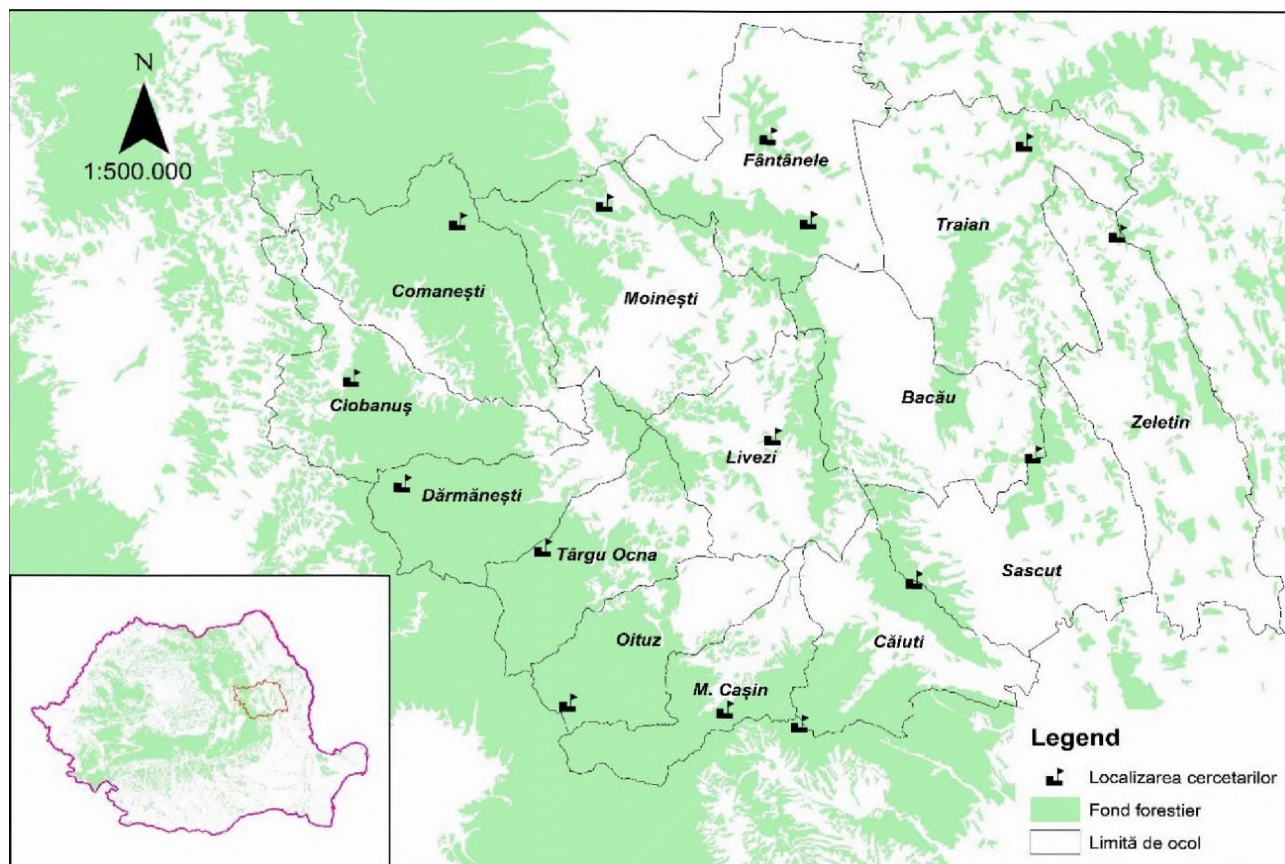 N
1:500.000
Fântânele
Traian
Comanești
Moinești
Ciobanuș
Bacău
Zeletin
Livezi
Dărmănești
Târgu Ocna
Sascut
Oituz
Căiuti
M. Cașin
Legend
Localizarea cercetarilor
Fond forestier
Limită de ocol